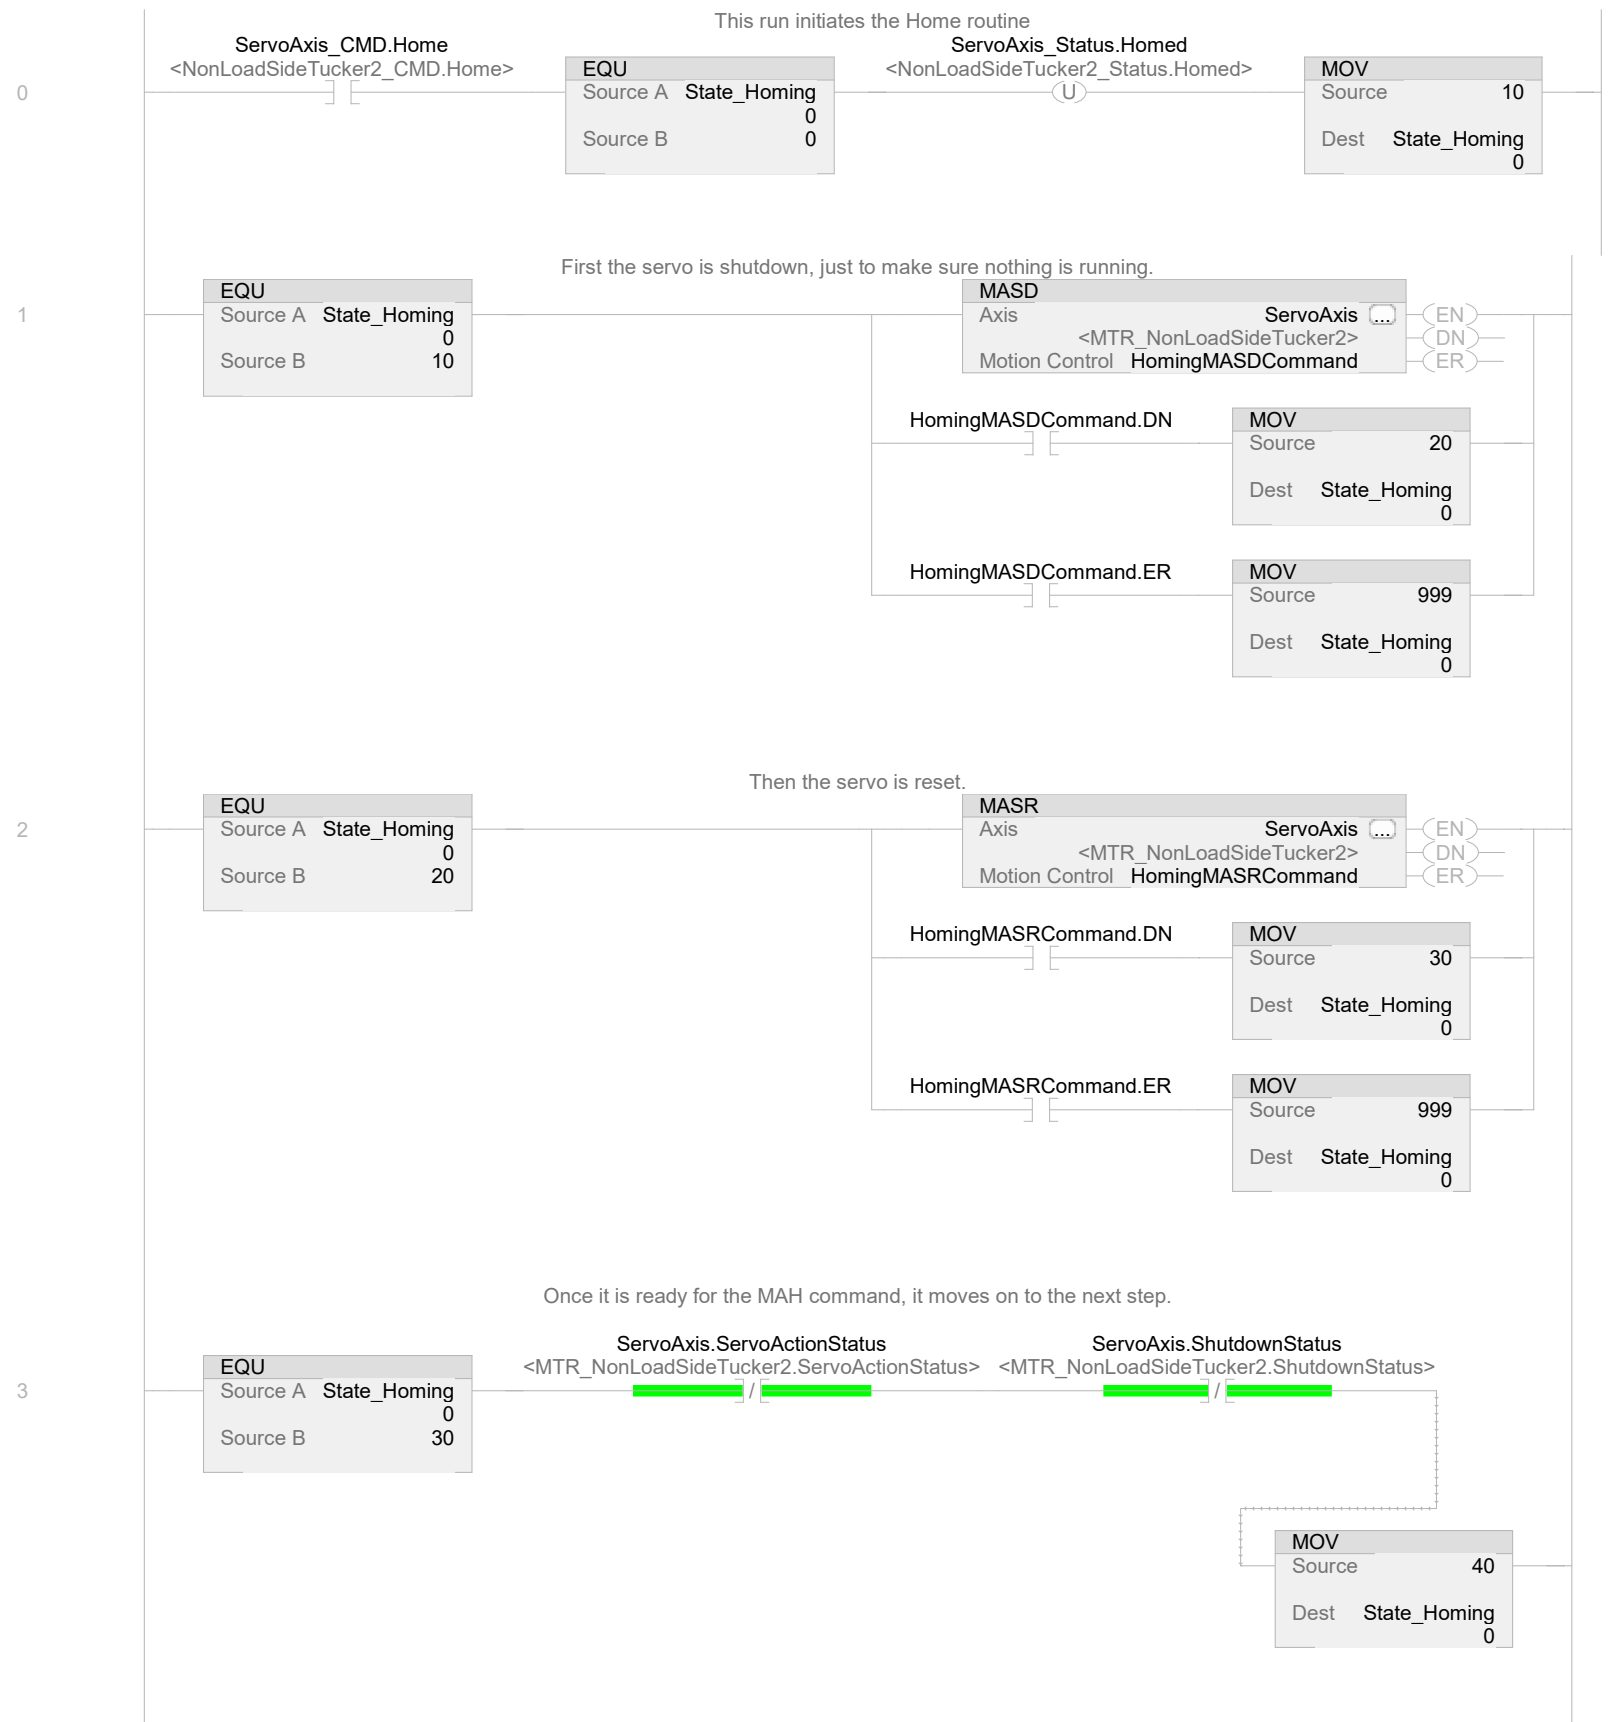 This run initiates the Home routine
ServoAxis_CMD.Home
<NonLoadSideTucker2_CMD.Home>
ServoAxis_Status.Homed
<NonLoadSideTucker2_Status.Homed>
0
EQU
Source A State_Homing
0
Source B 0
U
MOV
Source 10
Dest State_Homing
0
First the servo is shutdown, just to make sure nothing is running.
1
EQU
Source A State_Homing
0
Source B 10
MASD
Axis ServoAxis ...
<MTR_NonLoadSideTucker2>
Motion Control HomingMASDCommand
EN
DN
ER
HomingMASDCommand.DN
MOV
Source 20
Dest State_Homing
0
HomingMASDCommand.ER
MOV
Source 999
Dest State_Homing
0
Then the servo is reset.
2
EQU
Source A State_Homing
0
Source B 20
MASR
Axis ServoAxis ...
<MTR_NonLoadSideTucker2>
Motion Control HomingMASRCommand
EN
DN
ER
HomingMASRCommand.DN
MOV
Source 30
Dest State_Homing
0
HomingMASRCommand.ER
MOV
Source 999
Dest State_Homing
0
Once it is ready for the MAH command, it moves on to the next step.
ServoAxis.ServoActionStatus
<MTR_NonLoadSideTucker2.ServoActionStatus>
ServoAxis.ShutdownStatus
<MTR_NonLoadSideTucker2.ShutdownStatus>
3
EQU
Source A State_Homing
0
Source B 30
/
/
MOV
Source 40
Dest State_Homing
0